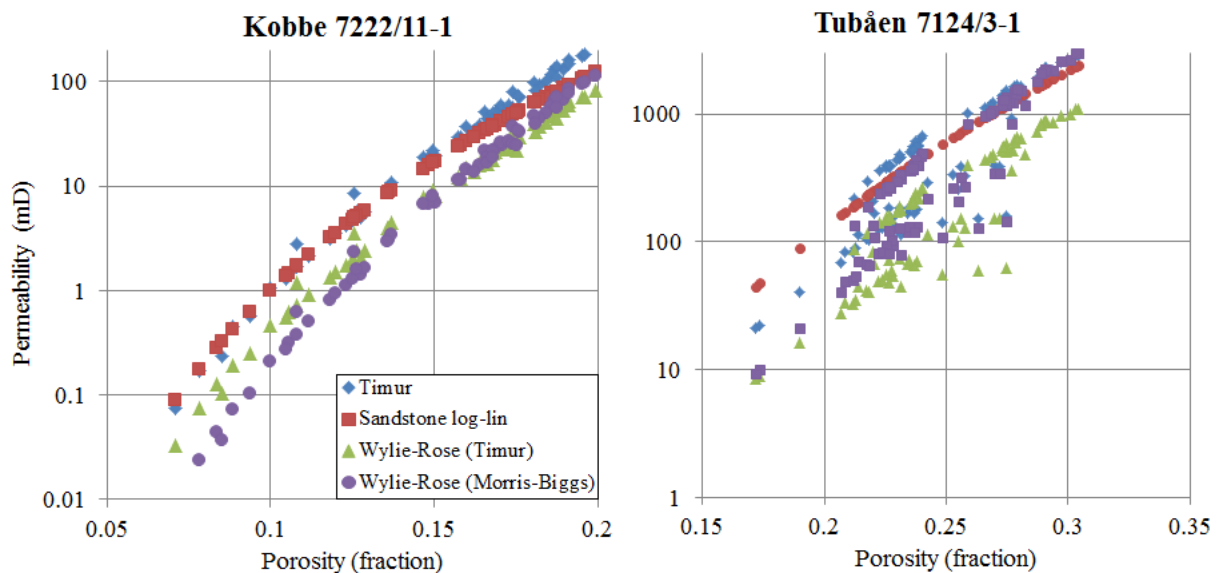 Kobbe 7222/11-1
Permeability (mD)
100
10
1
0.1
0.01
0.05
0.1
0.15
0.2
Porosity (fraction)
Timur
Sandstone log-lin
Wylie-Rose (Timur)
Wylie-Rose (Morris-Biggs)
Tubåen 7124/3-1
1000
100
10
1
0.15
0.2
0.25
0.3
0.35
Porosity (fraction)